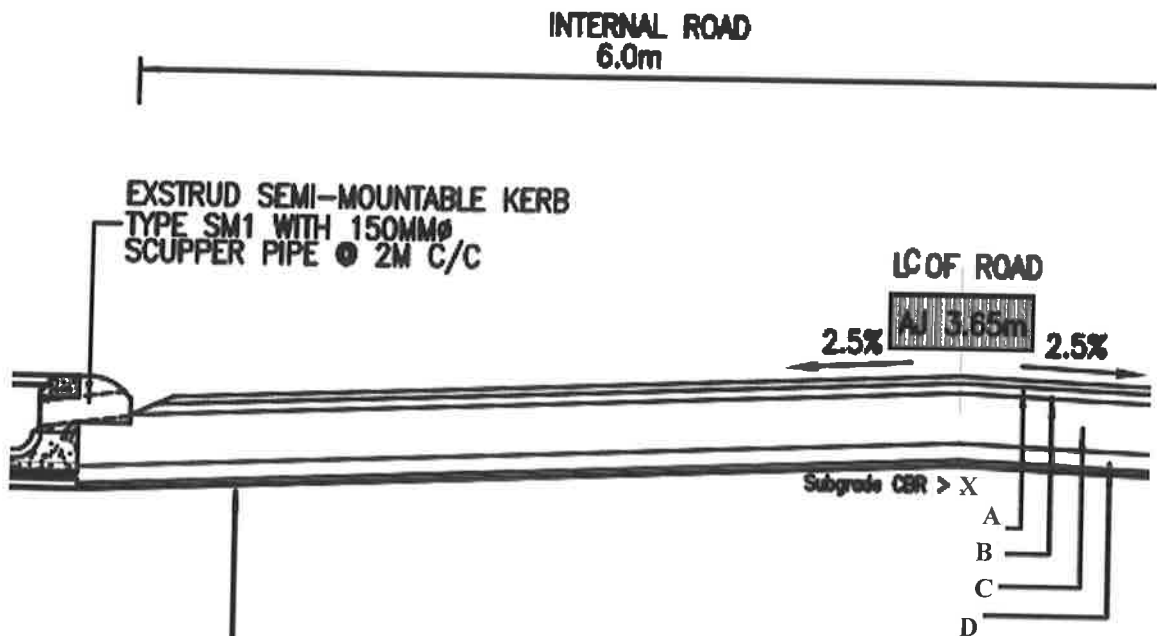 INTERNAL ROAD
6.0m
EXSTRUD SEMI-MOUNTABLE KERB
TYPE SM1 WITH 150MMø
SCUPPER PIPE @ 2M C/C
LC OF ROAD
AJ 3.65m
2.5% 2.5%
Subgrade CBR > X
A
B
C
D